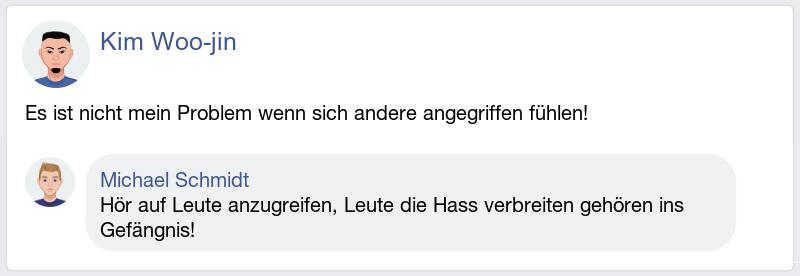 Kim Woo-jin
Es ist nicht mein Problem wenn sich andere angegriffen fühlen!
Michael Schmidt
Hör auf Leute anzugreifen, Leute die Hass verbreiten gehören ins
Gefängnis!